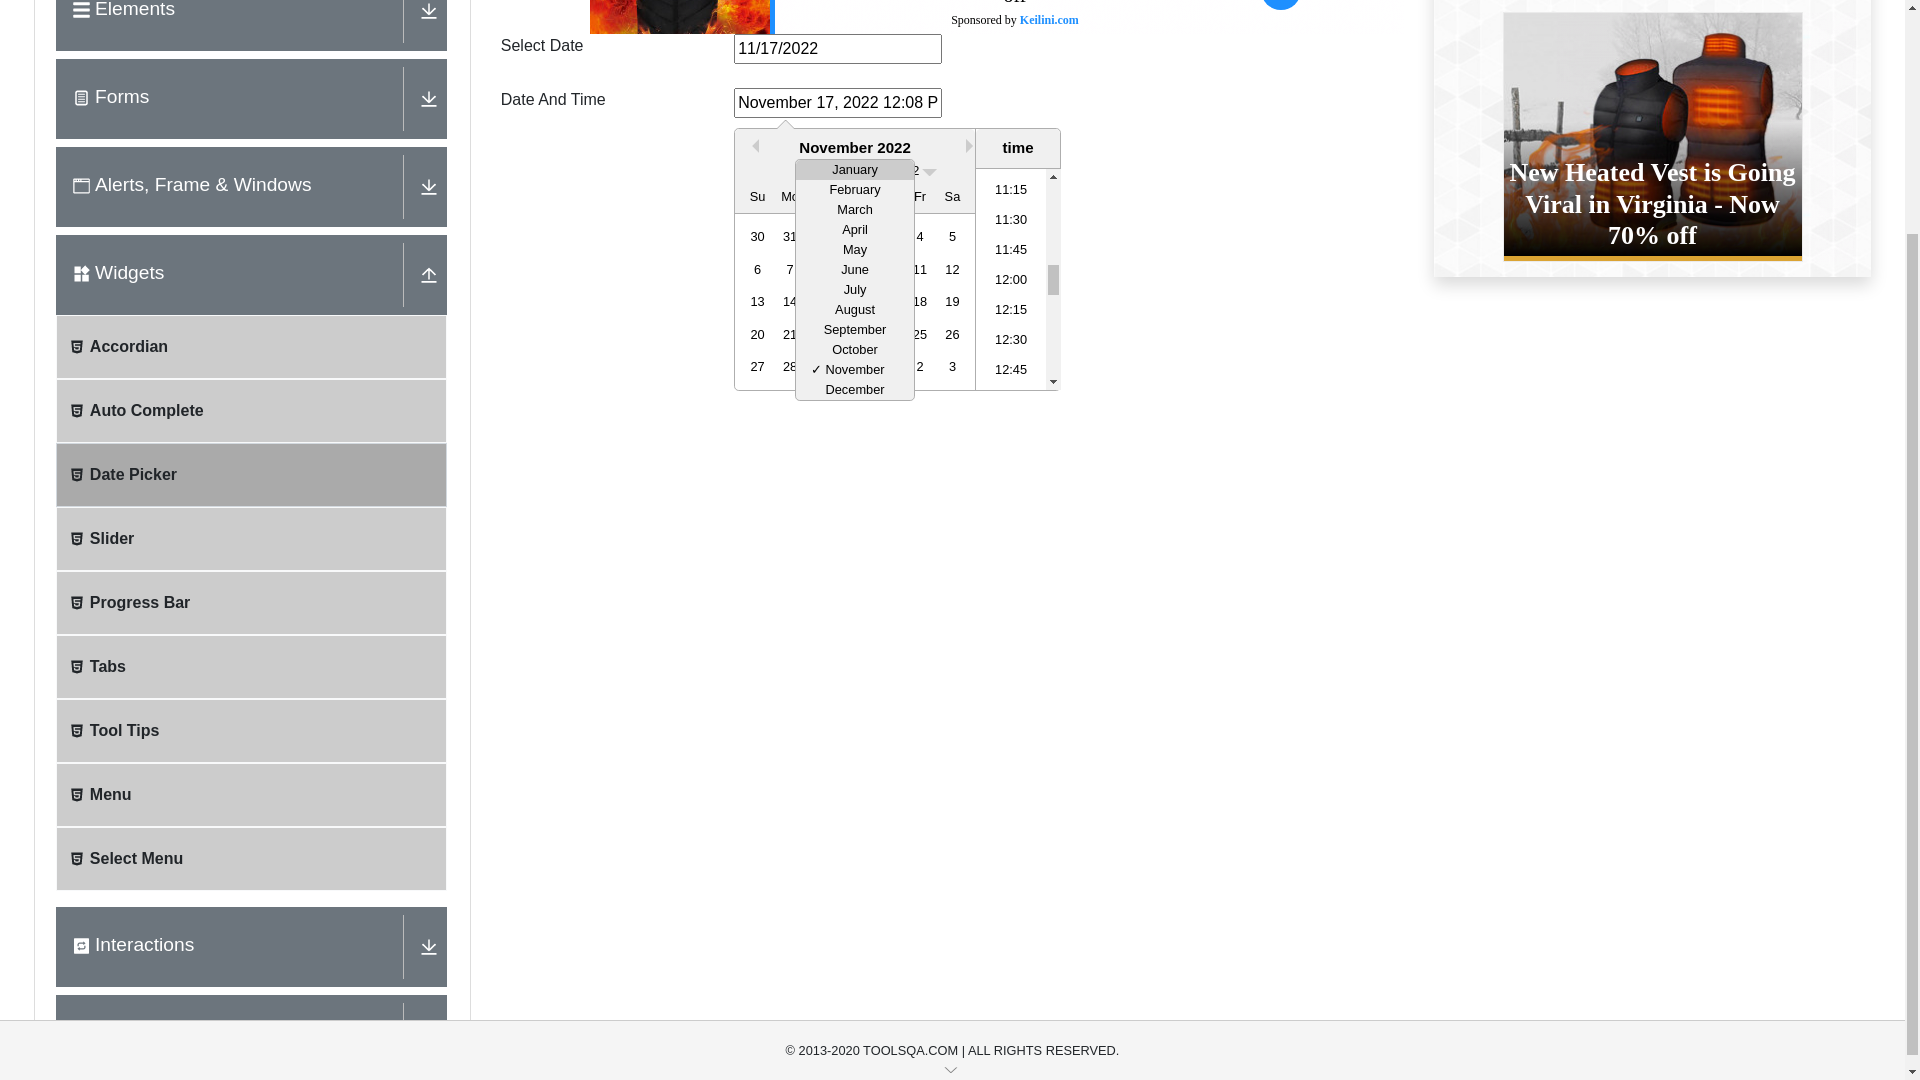 Elements
Forms
Alerts, Frame & Windows
Widgets
Accordian
Auto Complete
Date Picker
Slider
Progress Bar
Tabs
Tool Tips
Menu
Select Menu
Interactions
Sponsored by Keilini.com
Select Date
11/17/2022
Date And Time
November 17, 2022 12:08 P
November 2022
time
2
Su Mo Fr Sa
30 31 4 5
6 7 11 12
13 14 18 19
20 21 25 26
27 28 2 3
January
February
March
April
May
June
July
August
September
October
✓ November
December
11:15
11:30
11:45
12:00
12:15
12:30
12:45
New Heated Vest is Going
Viral in Virginia - Now
70% off
© 2013-2020 TOOLSQA.COM | ALL RIGHTS RESERVED.